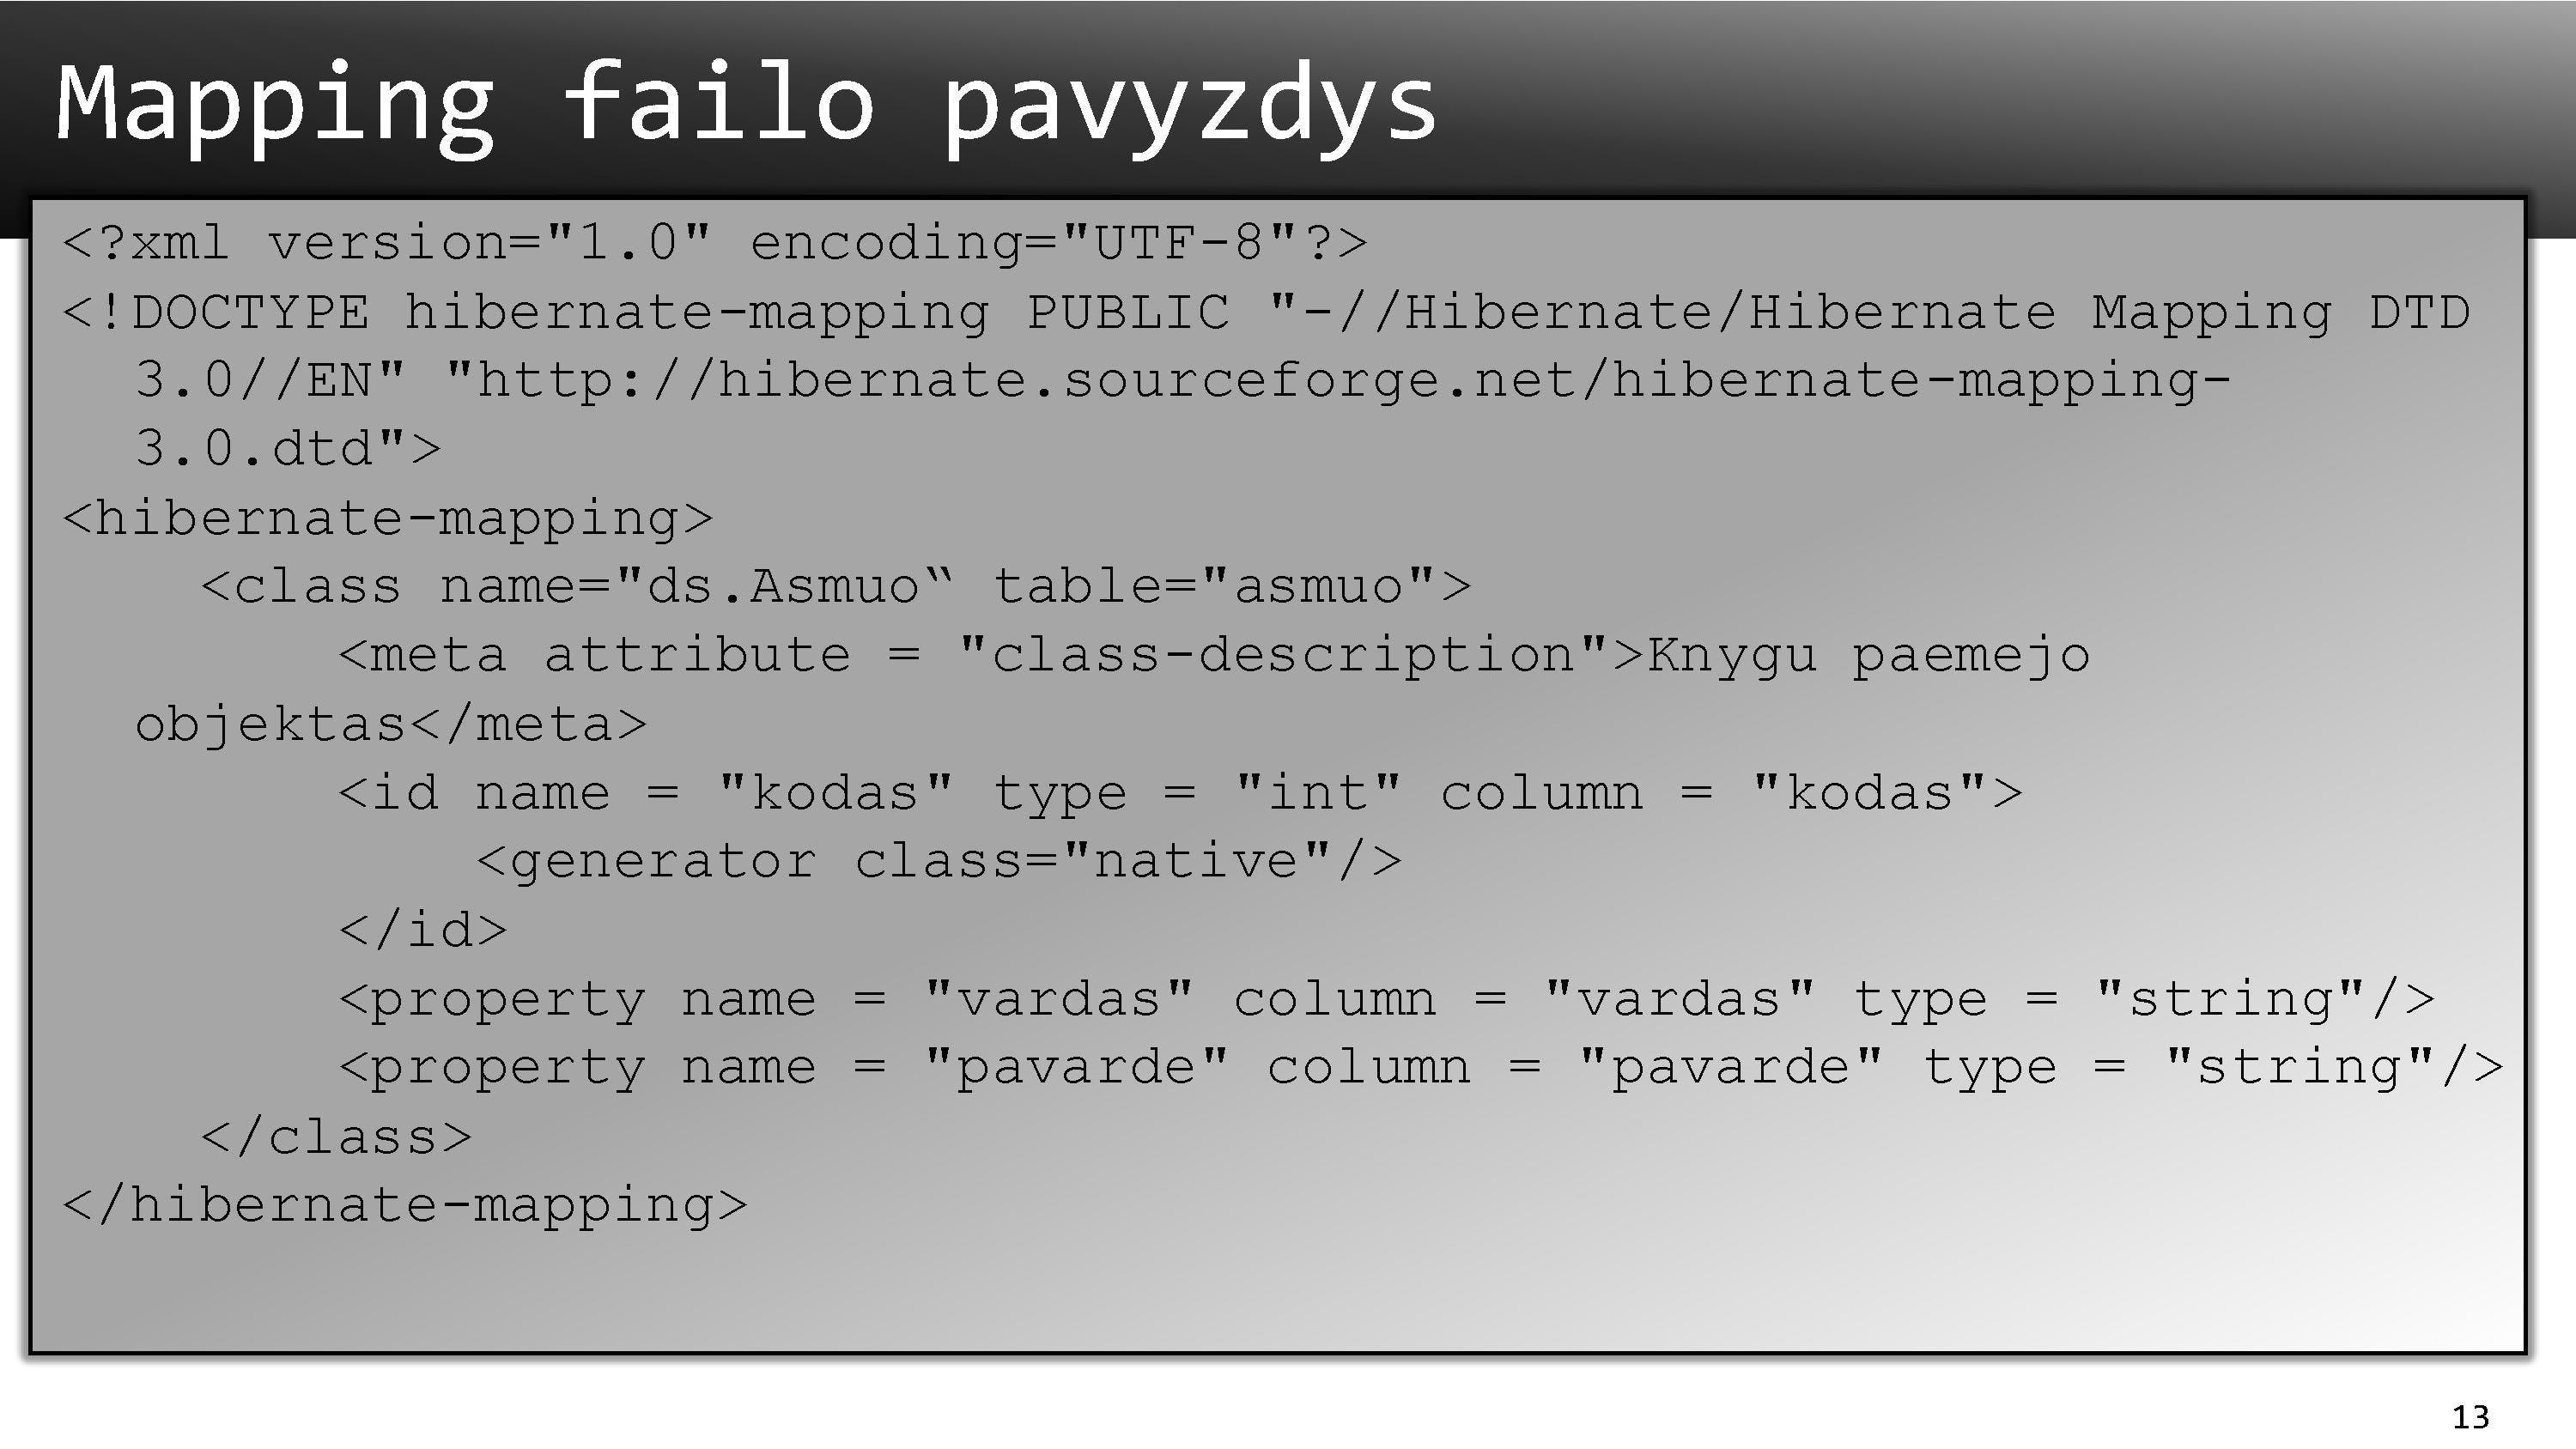 Mapping failo pavyzdys
<?xml version="1.0" encoding="UTF-8"?>
<!DOCTYPE hibernate-mapping PUBLIC "-//Hibernate/Hibernate Mapping DTD
3.0//EN" "http://hibernate.sourceforge.net/hibernate-mapping-
3.0.dtd">
<hibernate-mapping>
<class name="ds.Asmuo“ table="asmuo">
<meta attribute = "class-description">Knygu paemejo
objektas</meta>
<id name = "kodas" type = "int" column = "kodas">
<generator class="native"/>
</id>
<property name = "vardas" column = "vardas" type = "string"/>
<property name = "pavarde" column = "pavarde" type = "string"/>
</class>
</hibernate-mapping>
13